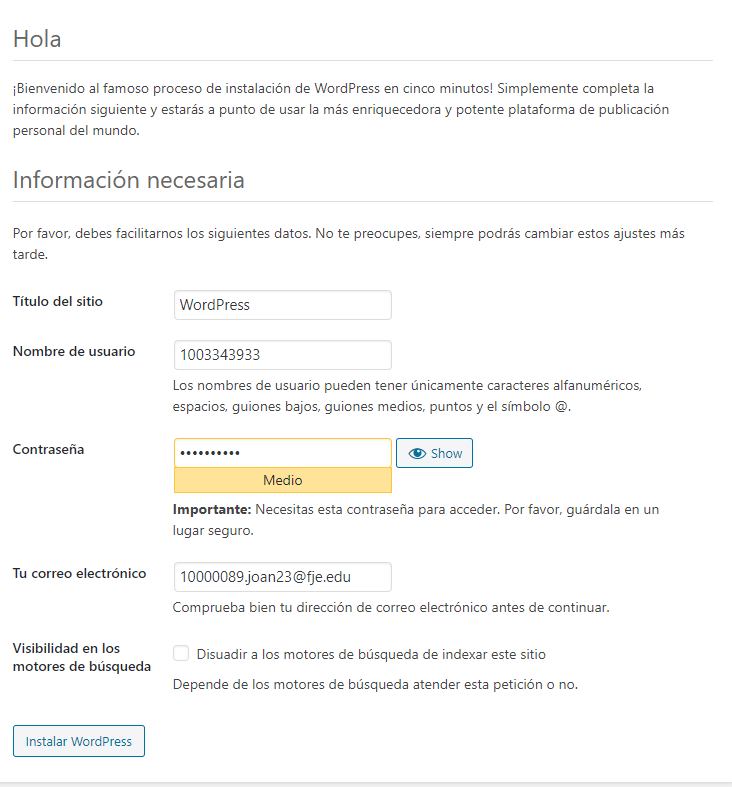 Hola
¡Bienvenido al famoso proceso de instalación de WordPress en cinco minutos! Simplemente completa la
información siguiente y estarás a punto de usar la más enriquecedora y potente plataforma de publicación
personal del mundo.
Información necesaria
Por favor, debes facilitarnos los siguientes datos. No te preocupes, siempre podrás cambiar estos ajustes más
tarde.
Título del sitio
WordPress
Nombre de usuario
1003343933
Los nombres de usuario pueden tener únicamente caracteres alfanuméricos,
espacios, guiones bajos, guiones medios, puntos y el símbolo @.
Contraseña
••••••••••
Show
Medio
Importante: Necesitas esta contraseña para acceder. Por favor, guárdala en un
lugar seguro.
Tu correo electrónico
10000089.joan23@fje.edu
Comprueba bien tu dirección de correo electrónico antes de continuar.
Visibilidad en los
motores de búsqueda
Disuadir a los motores de búsqueda de indexar este sitio
Depende de los motores de búsqueda atender esta petición o no.
Instalar WordPress